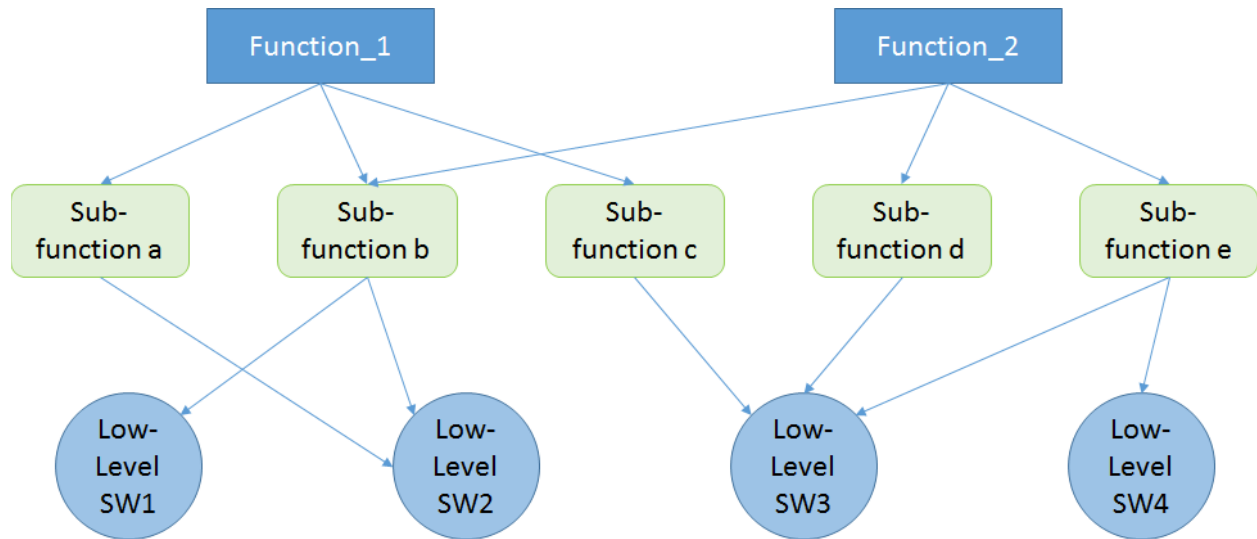 Function_1
Function_2
Sub-
function a
Sub-
function b
Sub-
function c
Sub-
function d
Sub-
function e
Low-
Level
SW1
Low-
Level
SW2
Low-
Level
SW3
Low-
Level
SW4